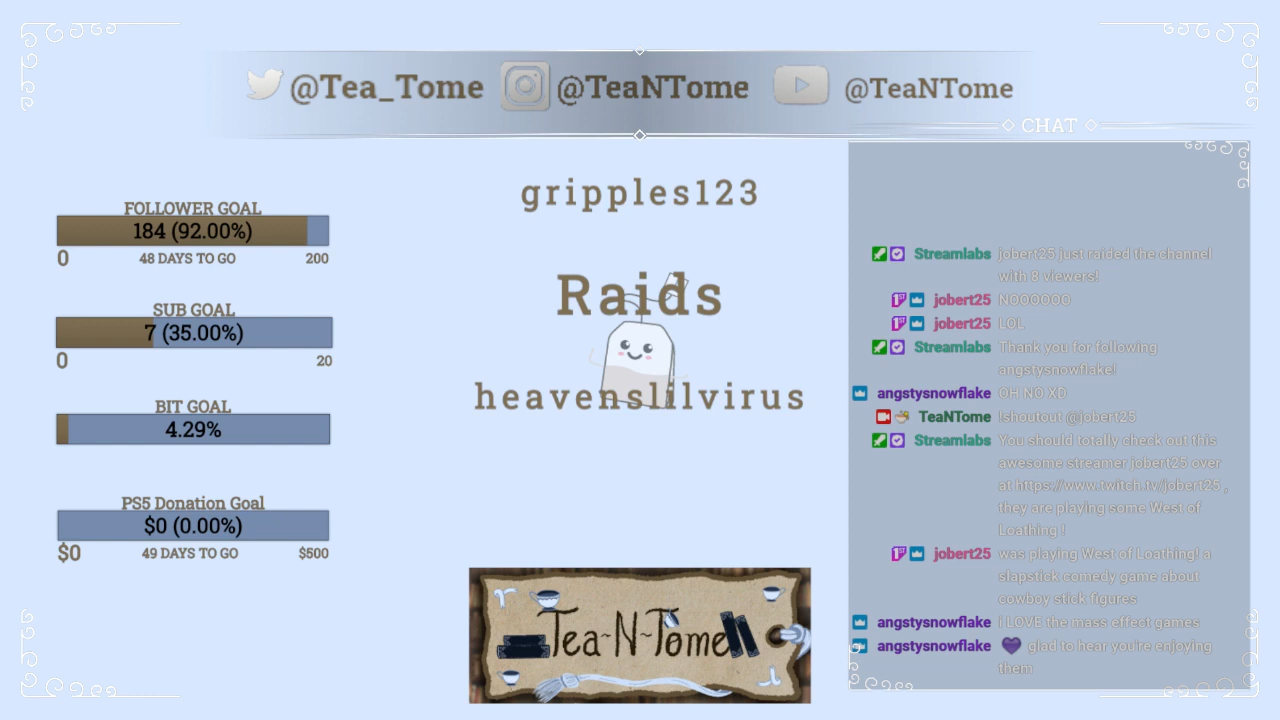 @Tea_Tome @TeaNTome @TeaNTome
CHAT
FOLLOWER GOAL
184 (92.00%)
0 48 DAYS TO GO 200
SUB GOAL
7 (35.00%)
0 20
BIT GOAL
4.29%
PS5 Donation Goal
$0 (0.00%)
$0 49 DAYS TO GO $500
gripples123
Raids
heavenslilvirus
Tea~N~Tome
Streamlabs jobert25 just raided the channel
with 8 viewers!
jobert25 NOOOOOO
jobert25 LOL
Streamlabs Thank you for following
angstysnowflake!
angstysnowflake OH NO XD
TeaNTome !shoutout @jobert25
Streamlabs You should totally check out this
awesome streamer jobert25 over
at https://www.twitch.tv/jobert25 ,
they are playing some West of
Loathing !
jobert25 was playing West of Loathing! a
slapstick comedy game about
cowboy stick figures
angstysnowflake i LOVE the mass effect games
angstysnowflake 💜 glad to hear you're enjoying
them